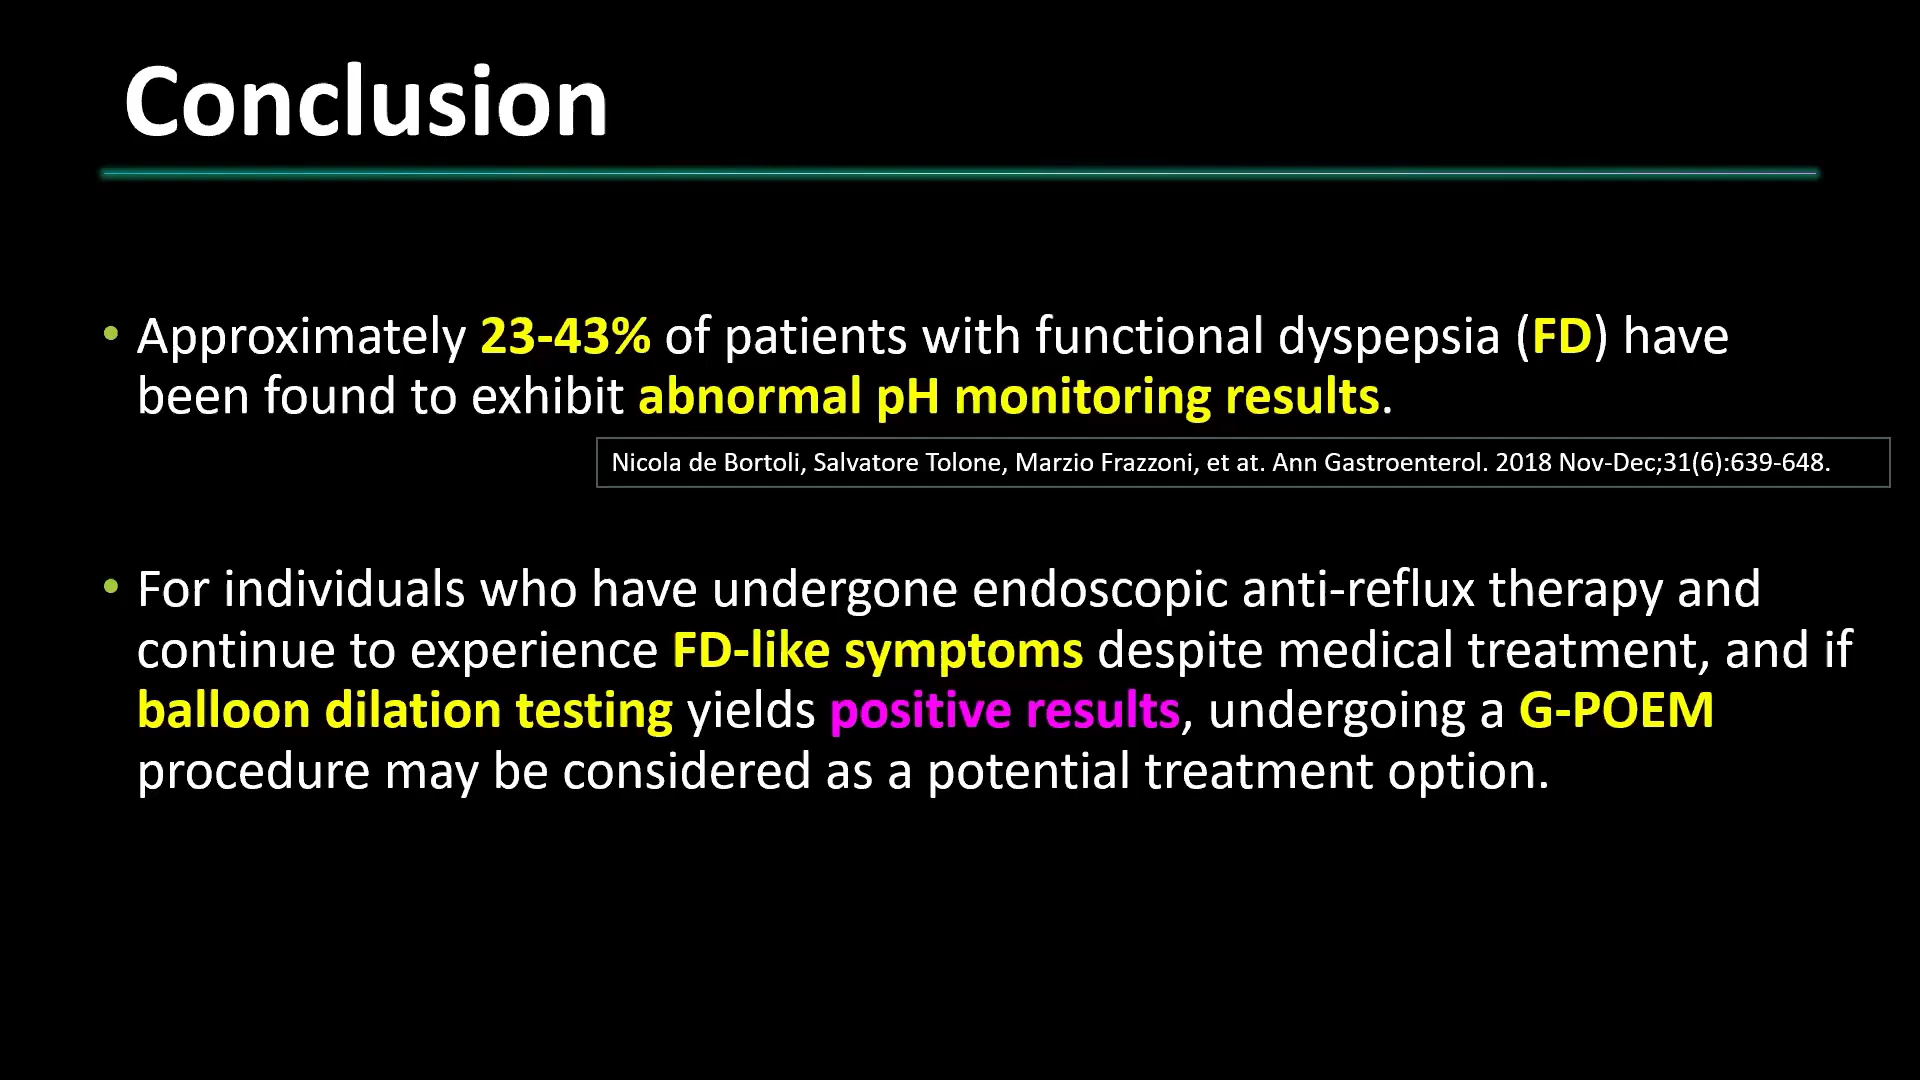 Conclusion
• Approximately 23-43% of patients with functional dyspepsia (FD) have
been found to exhibit abnormal pH monitoring results.
Nicola de Bortoli, Salvatore Tolone, Marzio Frazzoni, et at. Ann Gastroenterol. 2018 Nov-Dec;31(6):639-648.
• For individuals who have undergone endoscopic anti-reflux therapy and
continue to experience FD-like symptoms despite medical treatment, and if
balloon dilation testing yields positive results, undergoing a G-POEM
procedure may be considered as a potential treatment option.